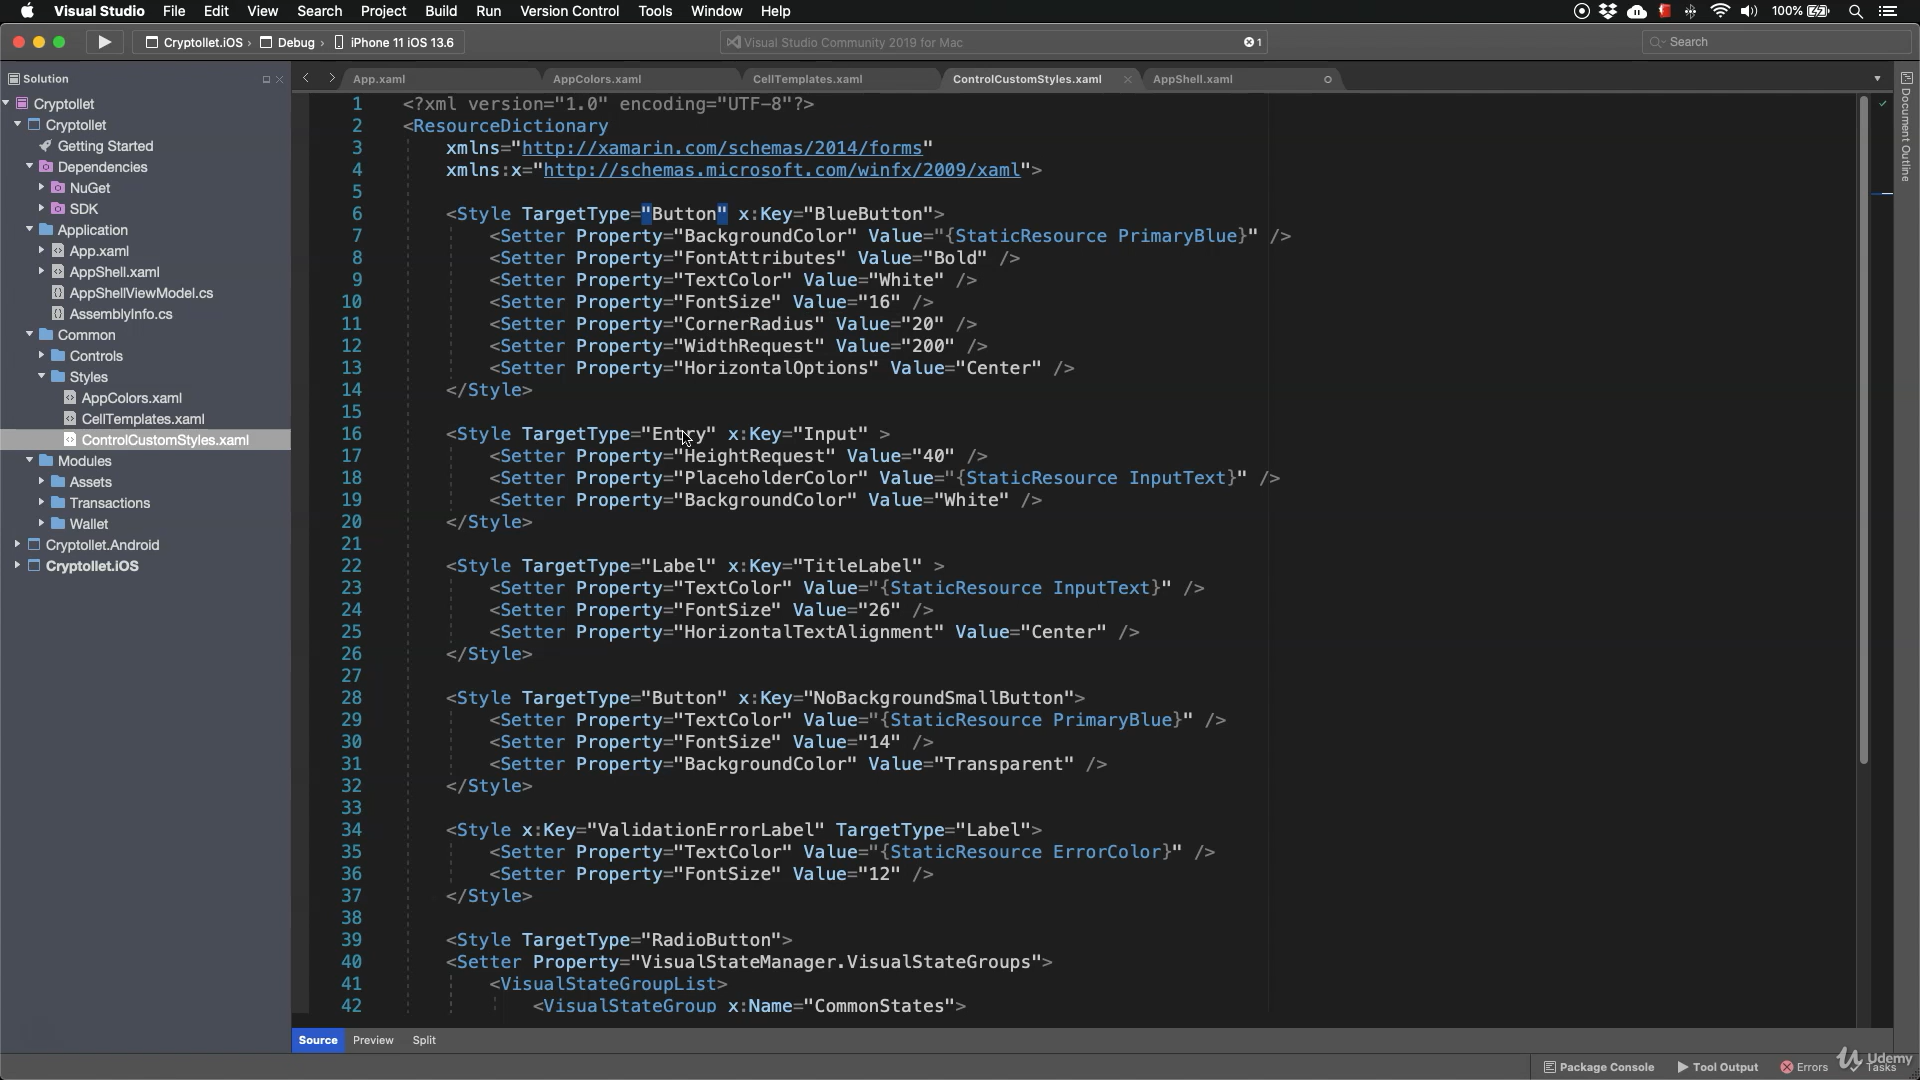 Visual Studio File Edit View Search Project Build Run Version Control Tools Window Help 100%
Cryptollet.iOS › Debug › iPhone 11 iOS 13.6 Visual Studio Community 2019 for Mac 1 Search
Solution
Cryptollet
Cryptollet
Getting Started
Dependencies
NuGet
SDK
Application
App.xaml
AppShell.xaml
AppShellViewModel.cs
AssemblyInfo.cs
Common
Controls
Styles
AppColors.xaml
CellTemplates.xaml
ControlCustomStyles.xaml
Modules
Assets
Transactions
Wallet
Cryptollet.Android
Cryptollet.iOS
App.xaml AppColors.xaml CellTemplates.xaml ControlCustomStyles.xaml AppShell.xaml
1 <?xml version="1.0" encoding="UTF-8"?>
2 <ResourceDictionary
3 xmlns="http://xamarin.com/schemas/2014/forms"
4 xmlns:x="http://schemas.microsoft.com/winfx/2009/xaml">
5
6 <Style TargetType="Button" x:Key="BlueButton">
7 <Setter Property="BackgroundColor" Value="{StaticResource PrimaryBlue}" />
8 <Setter Property="FontAttributes" Value="Bold" />
9 <Setter Property="TextColor" Value="White" />
10 <Setter Property="FontSize" Value="16" />
11 <Setter Property="CornerRadius" Value="20" />
12 <Setter Property="WidthRequest" Value="200" />
13 <Setter Property="HorizontalOptions" Value="Center" />
14 </Style>
15
16 <Style TargetType="Entry" x:Key="Input" >
17 <Setter Property="HeightRequest" Value="40" />
18 <Setter Property="PlaceholderColor" Value="{StaticResource InputText}" />
19 <Setter Property="BackgroundColor" Value="White" />
20 </Style>
21
22 <Style TargetType="Label" x:Key="TitleLabel" >
23 <Setter Property="TextColor" Value="{StaticResource InputText}" />
24 <Setter Property="FontSize" Value="26" />
25 <Setter Property="HorizontalTextAlignment" Value="Center" />
26 </Style>
27
28 <Style TargetType="Button" x:Key="NoBackgroundSmallButton">
29 <Setter Property="TextColor" Value="{StaticResource PrimaryBlue}" />
30 <Setter Property="FontSize" Value="14" />
31 <Setter Property="BackgroundColor" Value="Transparent" />
32 </Style>
33
34 <Style x:Key="ValidationErrorLabel" TargetType="Label">
35 <Setter Property="TextColor" Value="{StaticResource ErrorColor}" />
36 <Setter Property="FontSize" Value="12" />
37 </Style>
38
39 <Style TargetType="RadioButton">
40 <Setter Property="VisualStateManager.VisualStateGroups">
41 <VisualStateGroupList>
42 <VisualStateGroup x:Name="CommonStates">
Document Outline
Source Preview Split
Package Console Tool Output Errors Tasks
Udemy